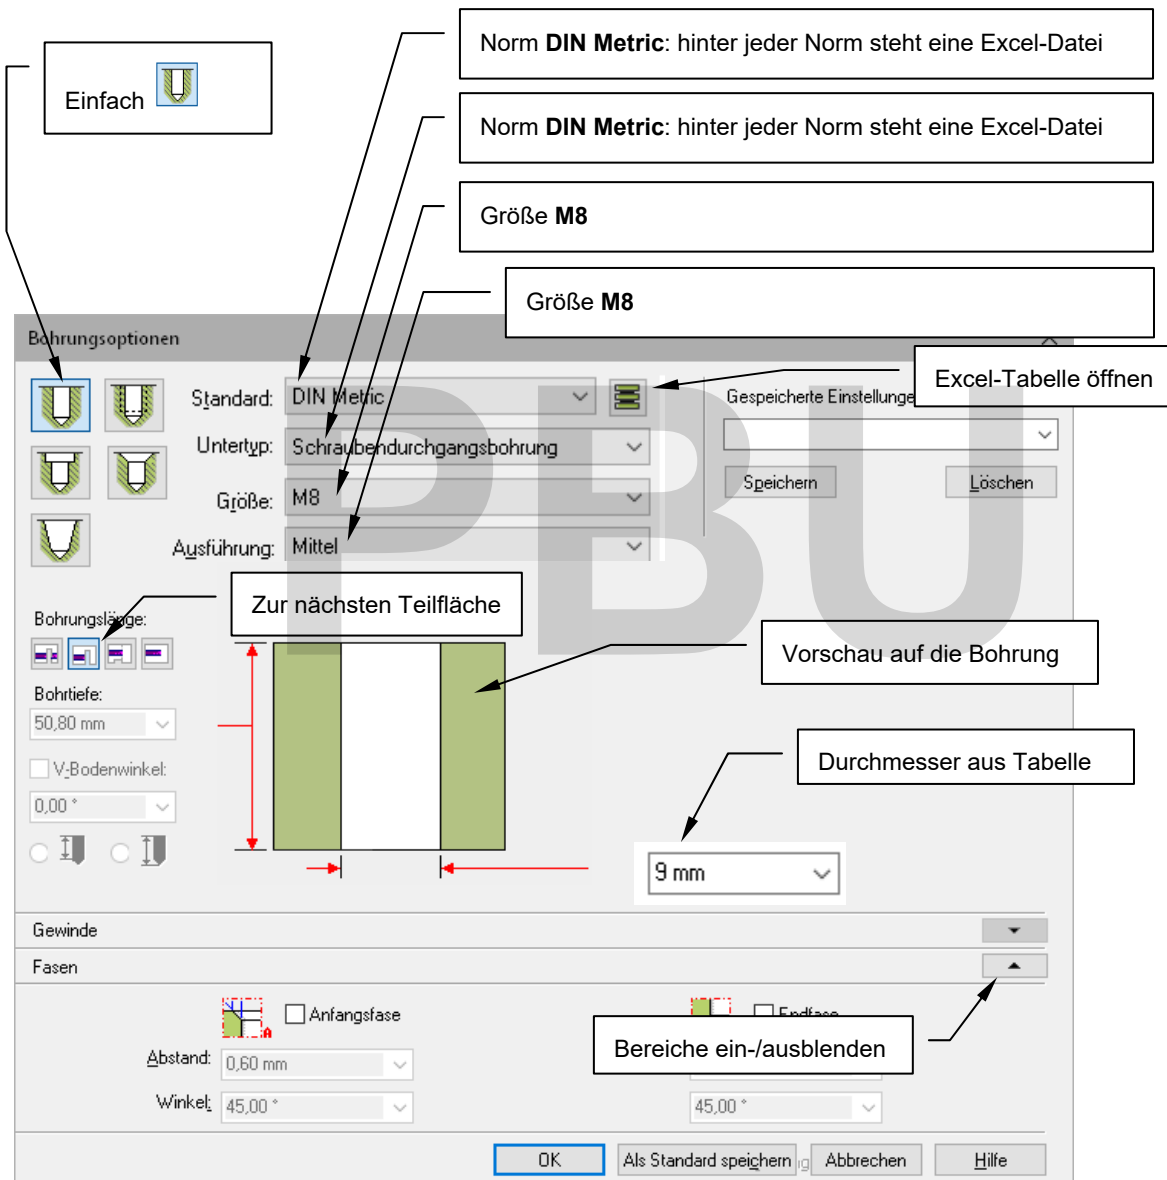 Norm DIN Metric: hinter jeder Norm steht eine Excel-Datei
Einfach
Norm DIN Metric: hinter jeder Norm steht eine Excel-Datei
Größe M8
Größe M8
Bohrungsoptionen
Excel-Tabelle öffnen
Standard: DIN Metric
Gespeicherte Einstellunge
Untertyp: Schraubendurchgangsbohrung
Speichern Löschen
Größe: M8
Ausführung: Mittel
PBU
Zur nächsten Teilfläche
Bohrungslänge:
Vorschau auf die Bohrung
Bohrtiefe:
50,80 mm
Durchmesser aus Tabelle
V-Bodenwinkel:
0,00 °
9 mm
Gewinde
Fasen
Anfangsfase Endfase
Bereiche ein-/ausblenden
Abstand: 0,60 mm
Winkel: 45,00 ° 45,00 °
OK Als Standard speichern Abbrechen Hilfe